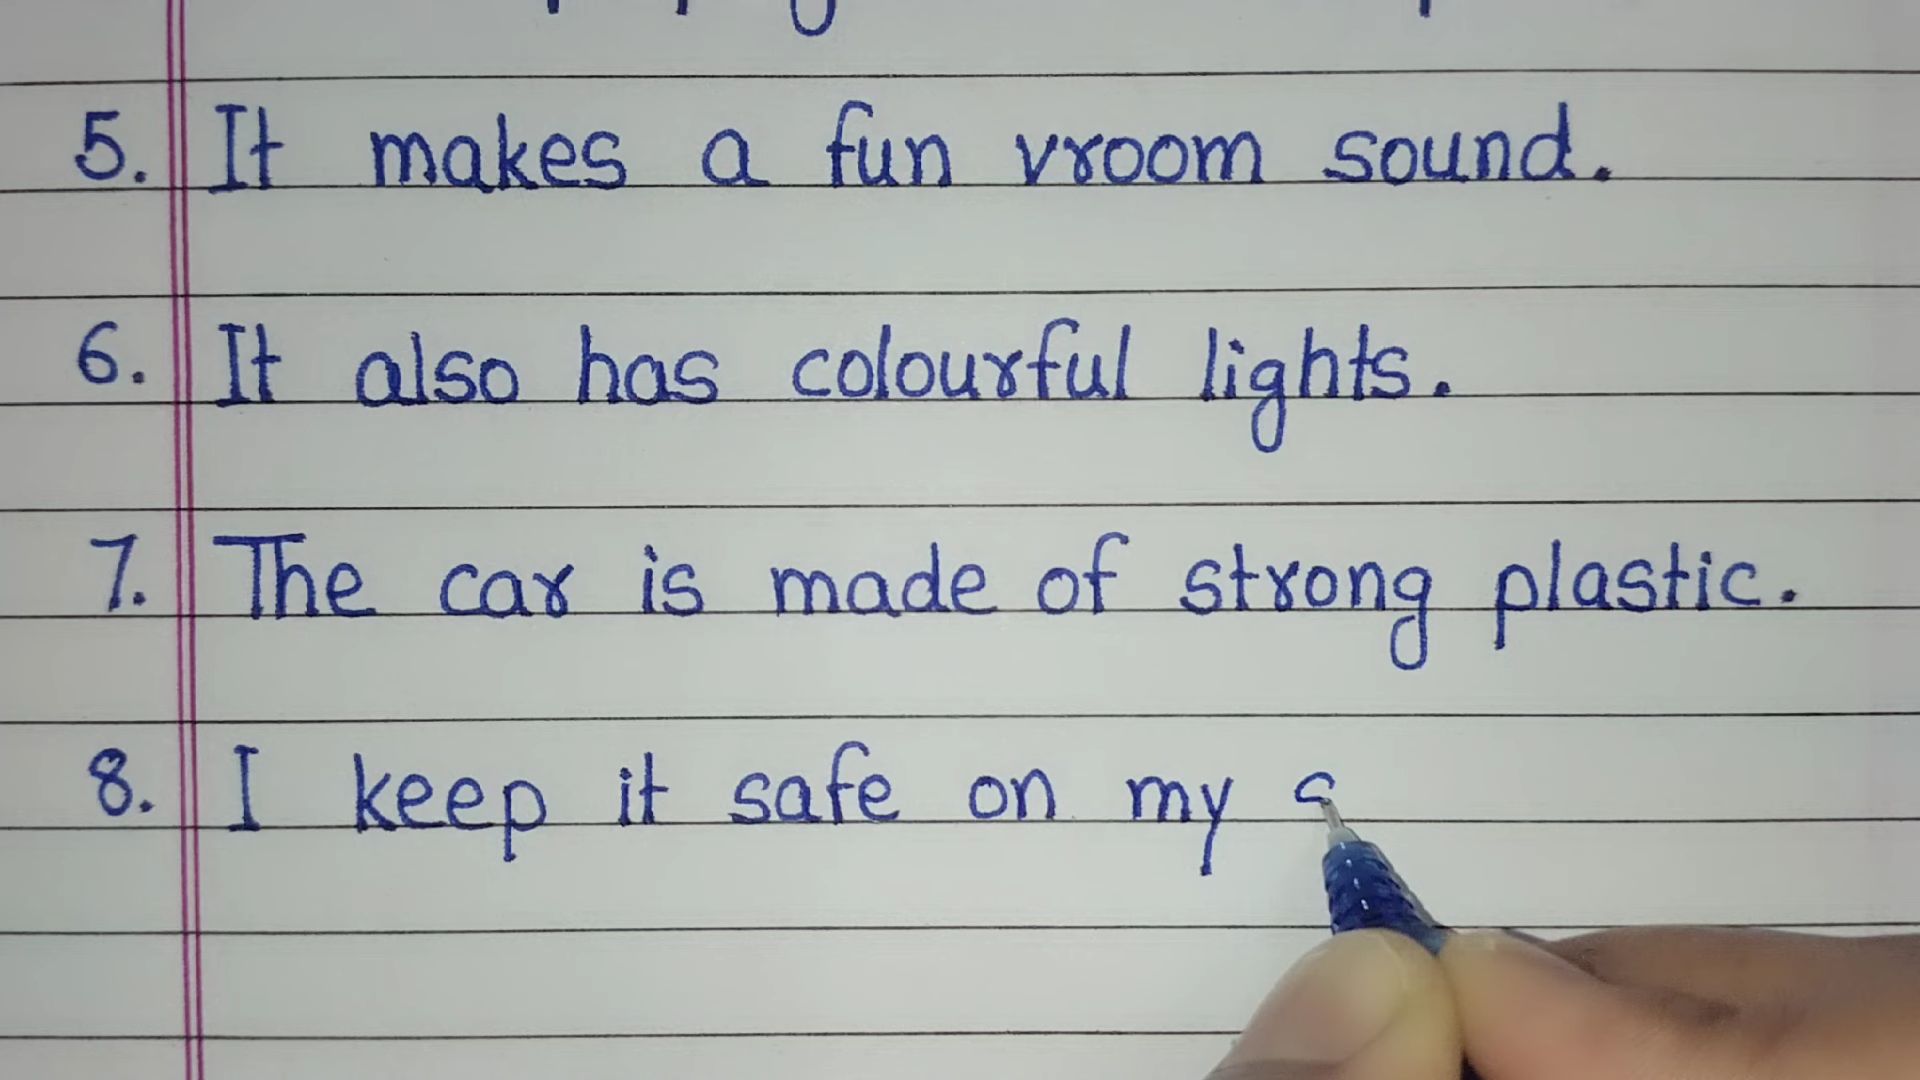 5. It makes a fun vroom sound.
6. It also has colourful lights.
7. The car is made of strong plastic.
8. I keep it safe on my s